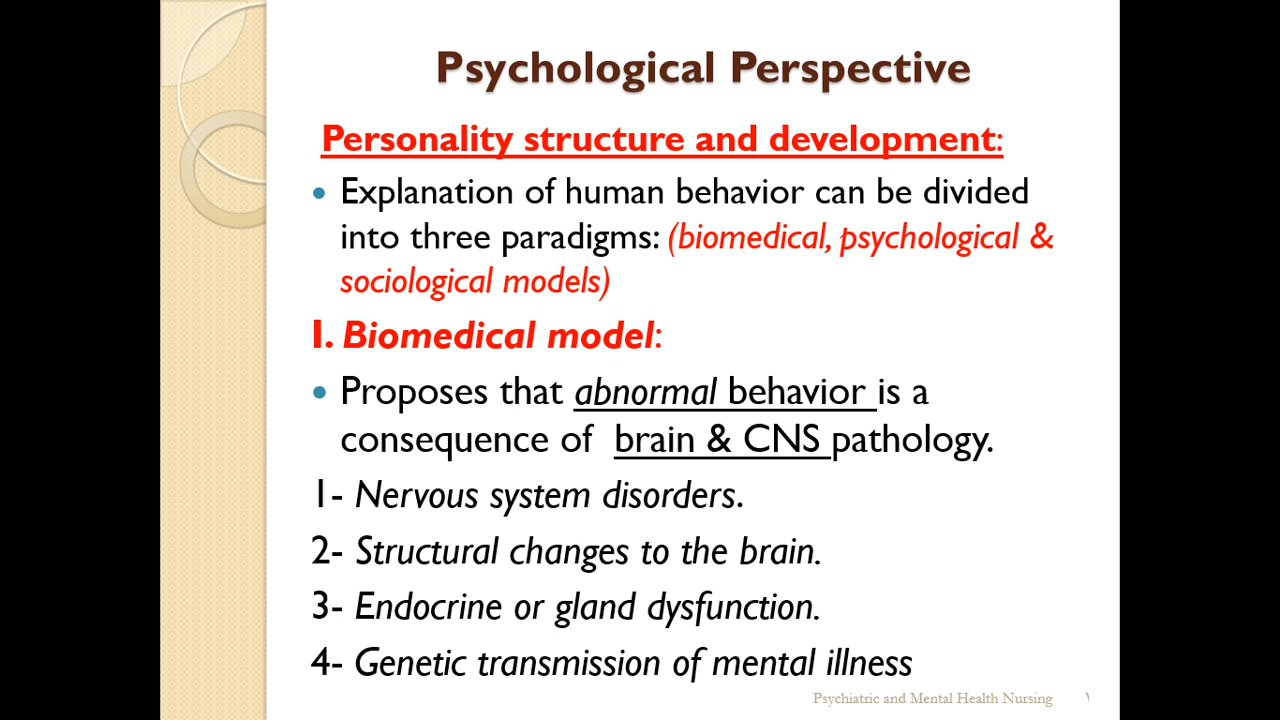 Psychological Perspective
Personality structure and development:
• Explanation of human behavior can be divided
into three paradigms: (biomedical, psychological &
sociological models)
I. Biomedical model:
• Proposes that abnormal behavior is a
consequence of brain & CNS pathology.
1- Nervous system disorders.
2- Structural changes to the brain.
3- Endocrine or gland dysfunction.
4- Genetic transmission of mental illness
Psychiatric and Mental Health Nursing ١